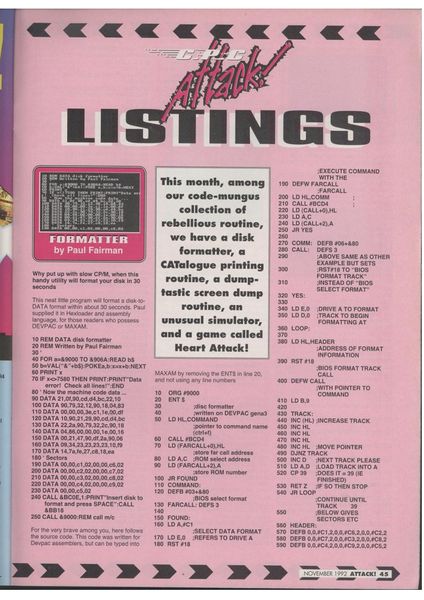 CPC
Attack!
LISTINGS
FORMATTER
by Paul Fairman
Why put up with slow CP/M, when this
handy utility will format your disk in 30
seconds
This neat little program will format a disk-to-
DATA format within about 30 seconds. Paul
supplied it in Hexloader and assembly
language, for those readers who possess
DEVPAC or MAXAM.
10 REM DATA disk formatter
20 REM Written by Paul Fairman
30 '
40 FOR a=&9000 TO &906A:READ b$
50 b=VAL("&"+b$):POKEa,b:x=x+b:NEXT
60 PRINT x
70 IF x<>7580 THEN PRINT:PRINT"Data
error! Check all lines!":END
80 ' Now the machine code data ...
90 DATA 21,0f,90,cd,d4,bc,22,10
100 DATA 90,79,32,12,90,18,04,83
110 DATA 00,00,00,3e,c1,1e,00,df
120 DATA 10,90,21,29,90,cd,d4,bc
130 DATA 22,2a,90,79,32,2c,90,18
140 DATA 04,86,00,00,00,1e,00,16
150 DATA 00,21,47,90,df,2a,90,06
160 DATA 09,34,23,23,23,23,10,f9
170 DATA 14,7a,fe,27,c8,18,ea
180 ' Sectors
190 DATA 00,00,c1,02,00,00,c6,02
200 DATA 00,00,c2,02,00,00,c7,02
210 DATA 00,00,c3,02,00,00,c8,02
220 DATA 00,00,c4,02,00,00,c9,02
230 DATA 00,00,c5,02
240 CALL &BC0E,1:PRINT"Insert disk to
format and press SPACE":CALL
&BB18
260 CALL &9000:REM call m/c
For the very brave among you, here follows
the source code. This code was written for
Devpac assemblers, but can be typed into
This month, among
our code-mungus
collection of
rebellious routine,
we have a disk
formatter, a
CATalogue printing
routine, a dump-
tastic screen dump
routine, an
unusual simulator,
and a game called
Heart Attack!
MAXAM by removing the ENT$ in line 20,
and not using any line numbers
10 ORG #9000
20 ENT $
30 ;disc formatter
40 ;written on DEVPAC gena3
50 LD HL,COMMAND
;pointer to command name
(ctrl+f)
60 CALL #BCD4
70 LD (FARCALL+0),HL
;store far call address
80 LD A,C ;ROM select address
90 LD (FARCALL+2),A
;store ROM number
100 JR FOUND
110 COMMAND:
120 DEFB #03+&80
;BIOS select format
130 FARCALL: DEFS 3
140
150 FOUND:
160 LD A,#C1
;SELECT DATA FORMAT
170 LD E,0 ;REFERS TO DRIVE A
180 RST #18
;EXECUTE COMMAND
WITH THE
190 DEFW FARCALL
;FARCALL
200 LD HL,COMM ;
210 CALL #BCD4 ;
220 LD (CALL+0),HL
230 LD A,C
240 LD (CALL+2),A
250 JR YES
260
270 COMM: DEFB #06+&80
280 CALL: DEFS 3
290 ;ABOVE SAME AS OTHER
EXAMPLE BUT SETS
300 ;RST#18 TO "BIOS
FORMAT TRACK"
310 ;INSTEAD OF "BIOS
SELECT FORMAT"
320 YES:
330
340 LD E,0 ;DRIVE A TO FORMAT
350 LD D,0 ;TRACK TO BEGIN
FORMATTING AT
360 LOOP:
370
380 LD HL,HEADER
;ADDRESS OF FORMAT
INFORMATION
390 RST #18
;BIOS FORMAT TRACK
CALL
400 DEFW CALL
;WITH POINTER TO
COMMAND
410 LD B,9
420
430 TRACK:
440 INC (HL) ;INCREASE TRACK
450 INC HL
460 INC HL
470 INC HL
480 INC HL ;MOVE POINTER
490 DJNZ TRACK
500 INC D ;NEXT TRACK PLEASE
510 LD A,D ;LOAD TRACK INTO A
520 CP 39 ;DOES IT = 39 (IE
FINISHED)
530 RET Z ;IF SO THEN STOP
540 JR LOOP
;CONTINUE UNTIL
TRACK 39
550 ;BELOW GIVES
SECTORS ETC
560 HEADER:
570 DEFB 0,0,#C1,2,0,0,#C6,2,0,0,#C2,2
580 DEFB 0,0,#C7,2,0,0,#C3,2,0,0,#C8,2
590 DEFB 0,0,#C4,2,0,0,#C9,2,0,0,#C5,2
NOVEMBER 1992 ATTACK! 45